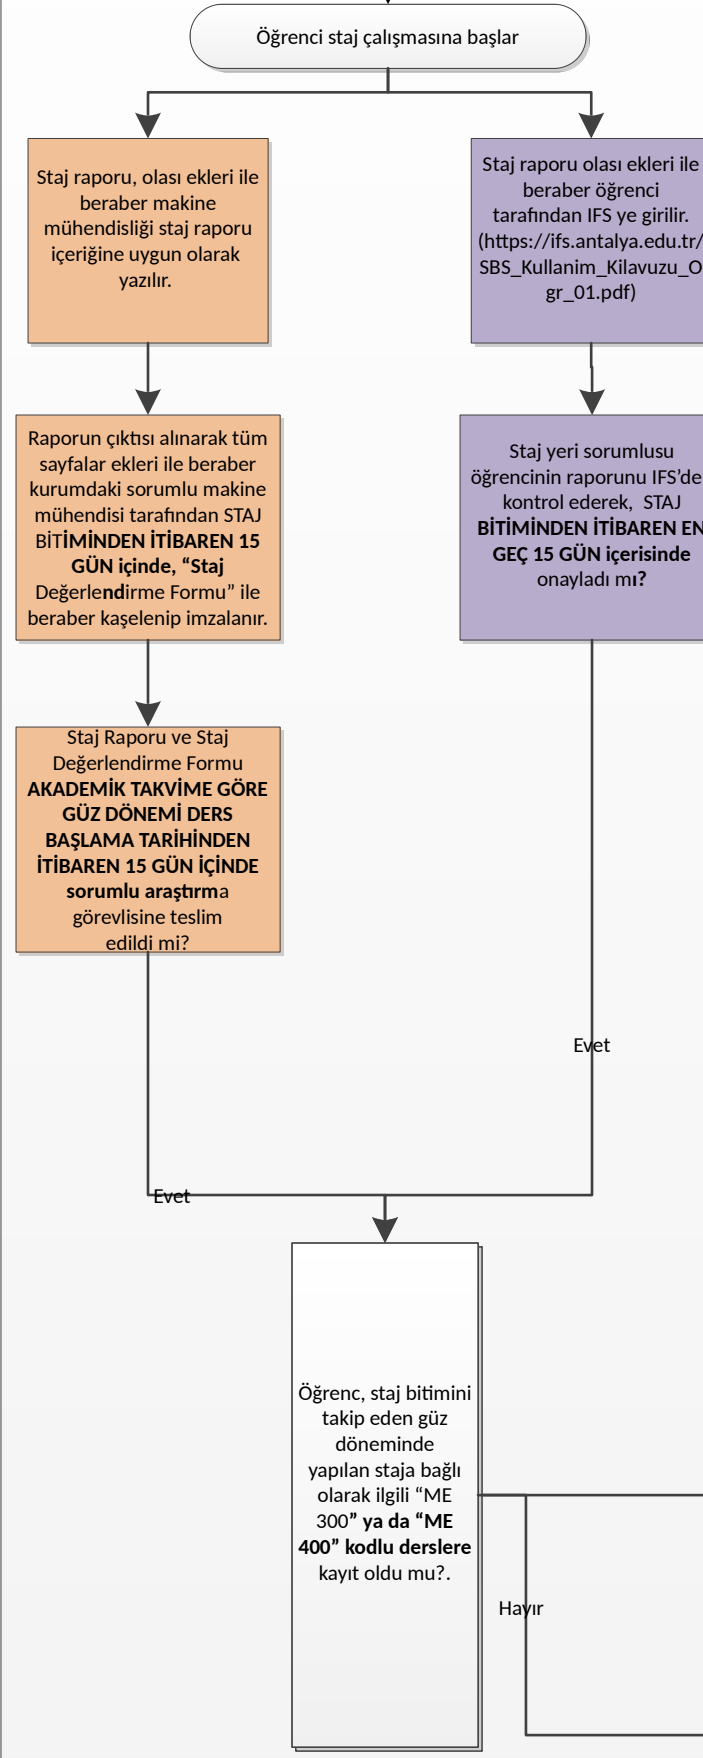 Öğrenci staj çalışmasına başlar
Staj raporu, olası ekleri ile
beraber makine
mühendisliği staj raporu
içeriğine uygun olarak
yazılır.
Staj raporu olası ekleri ile
beraber öğrenci
tarafından IFS ye girilir.
(https://ifs.antalya.edu.tr/
SBS_Kullanim_Kilavuzu_O
gr_01.pdf)
Raporun çıktısı alınarak tüm
sayfalar ekleri ile beraber
kurumdaki sorumlu makine
mühendisi tarafından STAJ
BİTİMİNDEN İTİBAREN 15
GÜN içinde, “Staj
Değerlendirme Formu” ile
beraber kaşelenip imzalanır.
Staj yeri sorumlusu
öğrencinin raporunu IFS’de
kontrol ederek, STAJ
BİTİMİNDEN İTİBAREN EN
GEÇ 15 GÜN içerisinde
onayladı mı?
Staj Raporu ve Staj
Değerlendirme Formu
AKADEMİK TAKVİME GÖRE
GÜZ DÖNEMİ DERS
BAŞLAMA TARİHİNDEN
İTİBAREN 15 GÜN İÇİNDE
sorumlu araştırma
görevlisine teslim
edildi mi?
Evet
Evet
Öğrenc, staj bitimini
takip eden güz
döneminde
yapılan staja bağlı
olarak ilgili “ME
300” ya da “ME
400” kodlu derslere
kayıt oldu mu?.
Hayır